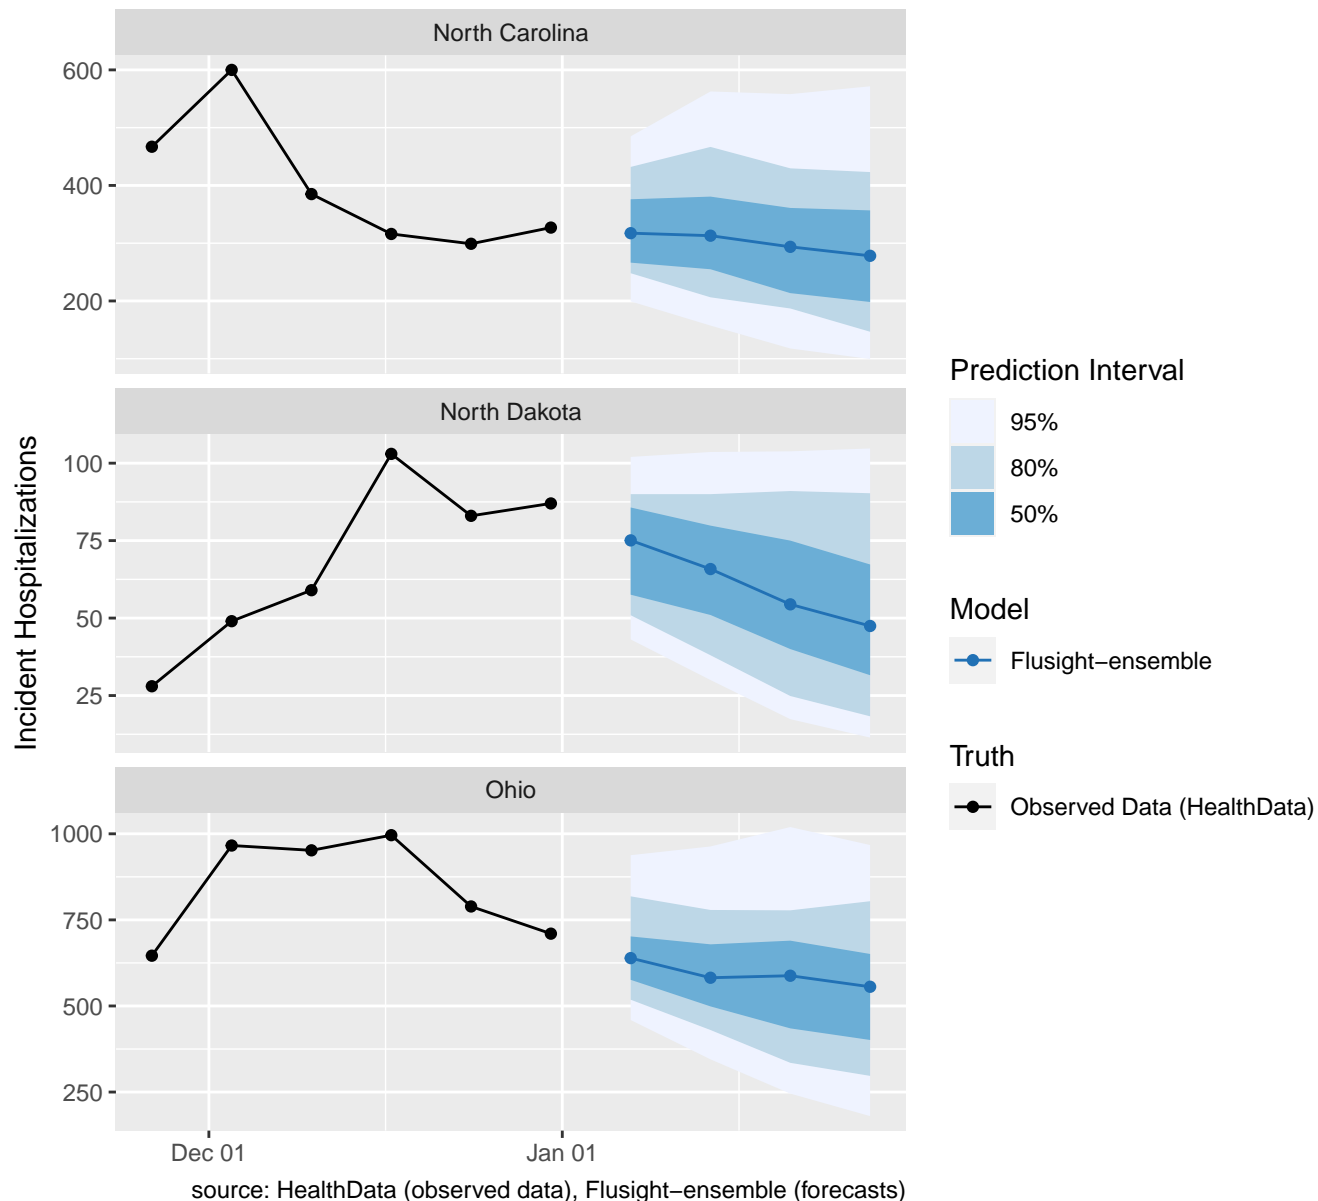 North Carolina
600
400
200
North Dakota
100
75
50
25
Ohio
1000
750
500
250
Dec 01
Jan 01
Incident Hospitalizations
source: HealthData (observed data), Flusight−ensemble (forecasts)
Prediction Interval
95%
80%
50%
Model
Flusight−ensemble
Truth
Observed Data (HealthData)